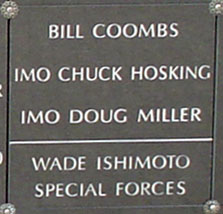 BILL COOMBS
IMO CHUCK HOSKING
IMO DOUG MILLER
WADE ISHIMOTO
SPECIAL FORCES